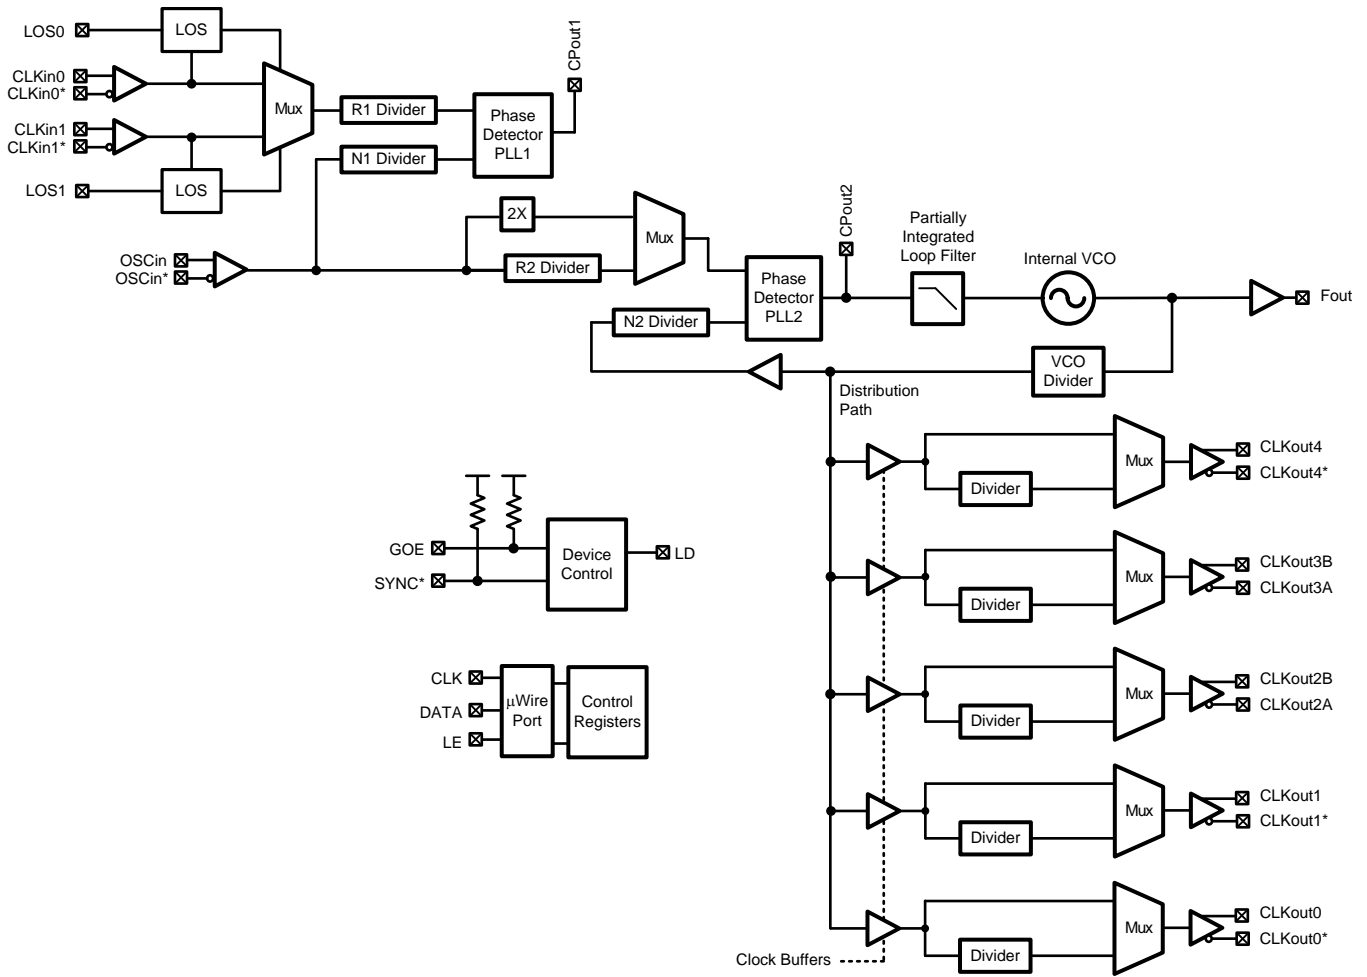 LOS0
LOS
CLKin0
CLKin0*
Mux
CLKin1
CLKin1*
LOS1
LOS
R1 Divider
N1 Divider
Phase
Detector
PLL1
CPout1
OSCin
OSCin*
2X
R2 Divider
Mux
N2 Divider
Phase
Detector
PLL2
CPout2
Partially
Integrated
Loop Filter
Internal VCO
Fout
VCO
Divider
Distribution
Path
Divider
Mux
CLKout4
CLKout4*
GOE
SYNC*
Device
Control
LD
Divider
Mux
CLKout3B
CLKout3A
CLK
DATA
LE
µWire
Port
Control
Registers
Divider
Mux
CLKout2B
CLKout2A
Divider
Mux
CLKout1
CLKout1*
Divider
Mux
CLKout0
CLKout0*
Clock Buffers